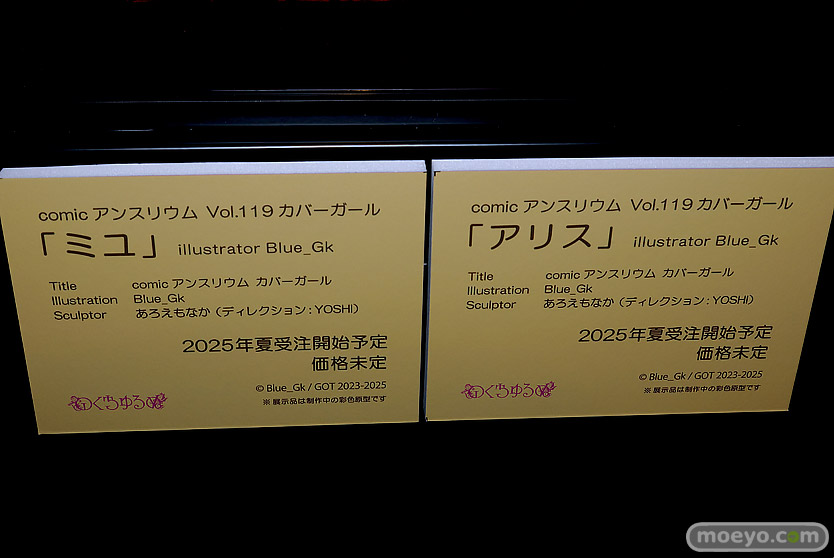 comic アンスリウム Vol.119 カバーガール
「ミユ」 illustrator Blue_Gk
Title comic アンスリウム カバーガール
Illustration Blue_Gk
Sculptor あろえもなか（ディレクション：YOSHI）
2025年夏受注開始予定
価格未定
© Blue_Gk / GOT 2023-2025
※ 展示品は制作中の彩色原型です
comic アンスリウム Vol.119 カバーガール
「アリス」 illustrator Blue_Gk
Title comic アンスリウム カバーガール
Illustration Blue_Gk
Sculptor あろえもなか（ディレクション：YOSHI）
2025年夏受注開始予定
価格未定
© Blue_Gk / GOT 2023-2025
※ 展示品は制作中の彩色原型です
moeyo.com